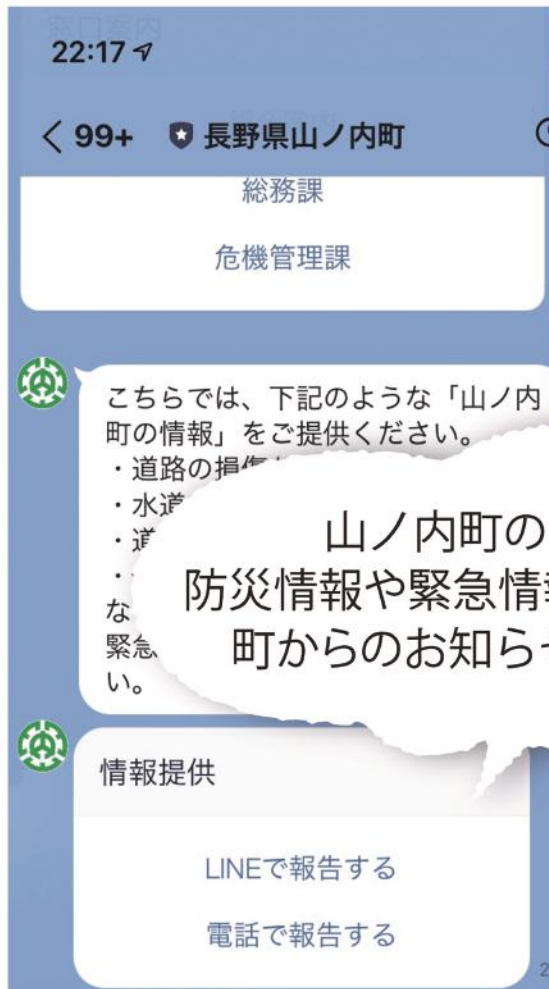 22:17
99+ 長野県山ノ内町
総務課
危機管理課
こちらでは、下記のような「山ノ内
町の情報」をご提供ください。
・道路の損傷
・水道
・道
・
な
緊急
い。
山ノ内町の
防災情報や緊急情報
町からのお知らせ
情報提供
LINEで報告する
電話で報告する
2